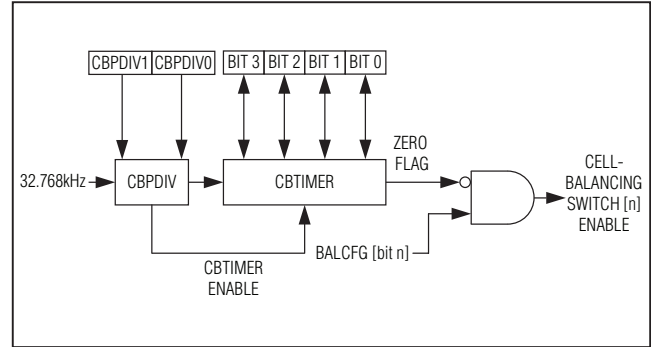 CBPDIV1 CBPDIV0 BIT 3 BIT 2 BIT 1 BIT 0
ZERO
FLAG
32.768kHz CBPDIV CBTIMER
CELL-
BALANCING
SWITCH [n]
ENABLE
CBTIMER
ENABLE
BALCFG [bit n]